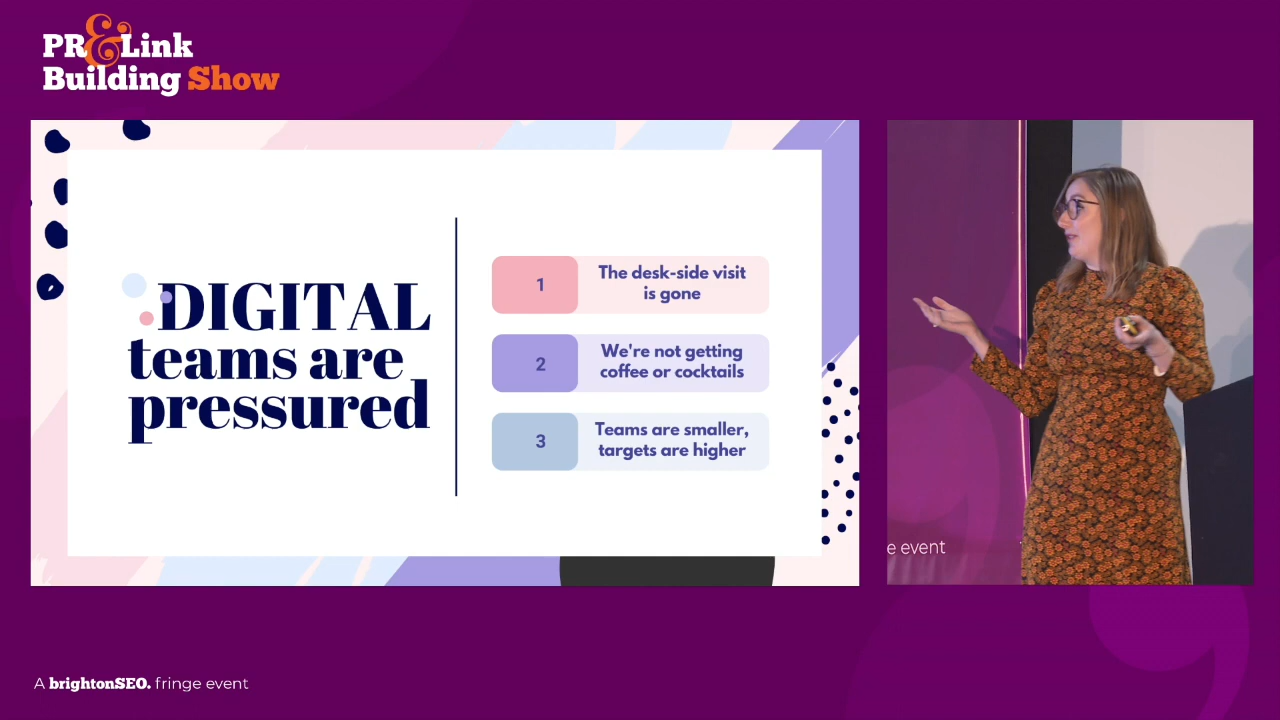 PR & Link
Building Show
DIGITAL
teams are
pressured
1
The desk-side visit
is gone
2
We're not getting
coffee or cocktails
3
Teams are smaller,
targets are higher
e event
A brightonSEO. fringe event